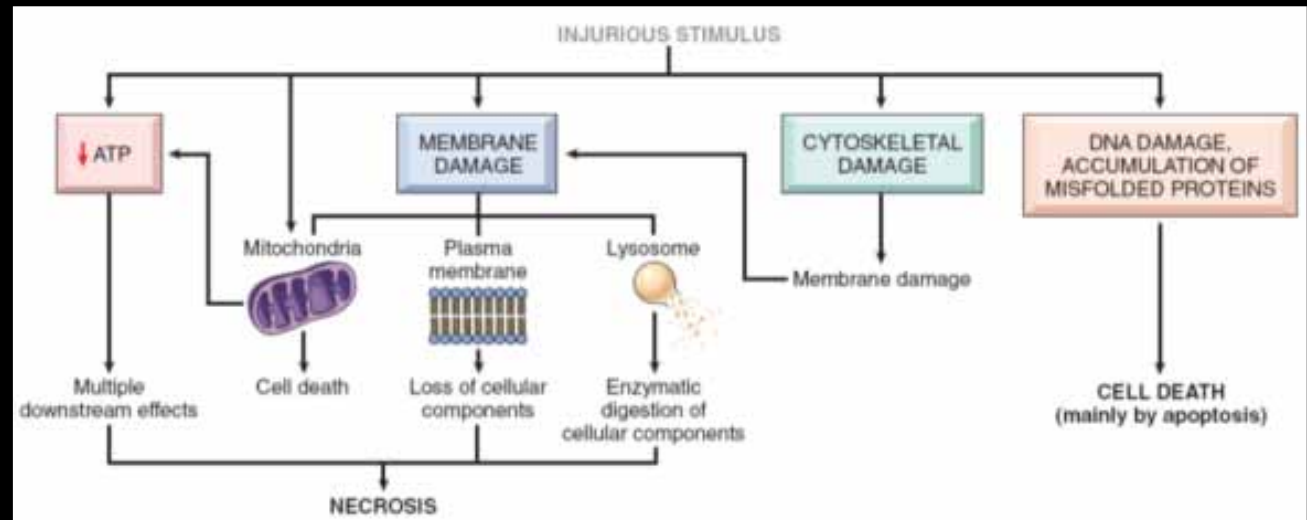 INJURIOUS STIMULUS
↓ ATP
MEMBRANE
DAMAGE
CYTOSKELETAL
DAMAGE
DNA DAMAGE,
ACCUMULATION OF
MISFOLDED PROTEINS
Mitochondria
Plasma
membrane
Lysosome
Membrane damage
Multiple
downstream effects
Cell death
Loss of cellular
components
Enzymatic
digestion of
cellular components
CELL DEATH
(mainly by apoptosis)
NECROSIS